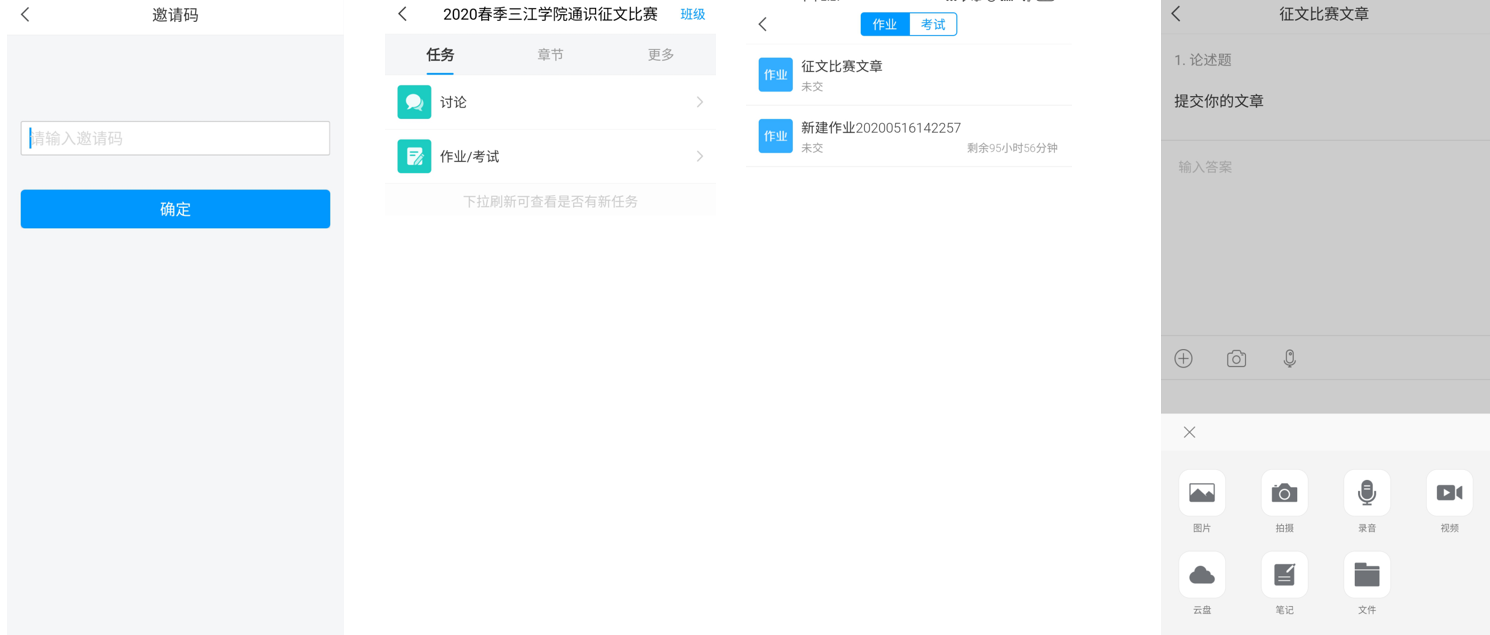 邀请码
请输入邀请码
确定
2020春季三江学院通识征文比赛 班级
任务 章节 更多
讨论
作业/考试
下拉刷新可查看是否有新任务
作业 考试
作业 征文比赛文章
未交
作业 新建作业20200516142257
未交 剩余95小时56分钟
征文比赛文章
1. 论述题
提交你的文章
输入答案
图片 拍摄 录音 视频
云盘 笔记 文件